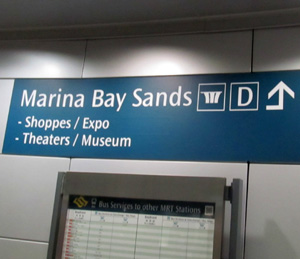 Marina Bay Sands D
- Shoppes / Expo
- Theaters / Museum
Bus Services to other MRT Stations